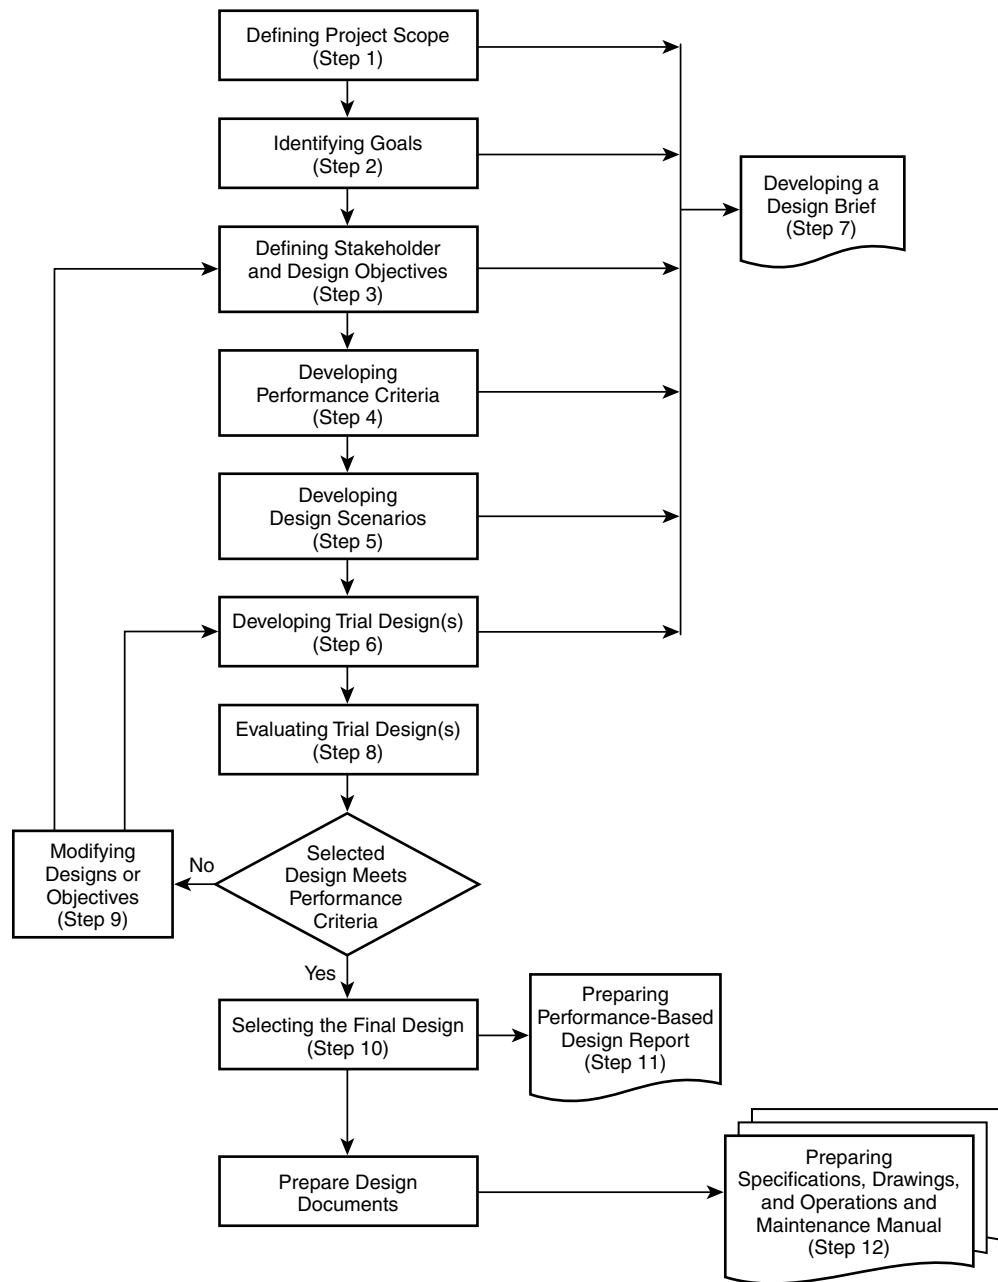 Defining Project Scope
(Step 1)
Identifying Goals
(Step 2)
Developing a
Design Brief
(Step 7)
Defining Stakeholder
and Design Objectives
(Step 3)
Developing
Performance Criteria
(Step 4)
Developing
Design Scenarios
(Step 5)
Developing Trial Design(s)
(Step 6)
Evaluating Trial Design(s)
(Step 8)
Modifying
Designs or
Objectives
(Step 9)
No
Selected
Design Meets
Performance
Criteria
Yes
Selecting the Final Design
(Step 10)
Preparing
Performance-Based
Design Report
(Step 11)
Prepare Design
Documents
Preparing
Specifications, Drawings,
and Operations and
Maintenance Manual
(Step 12)